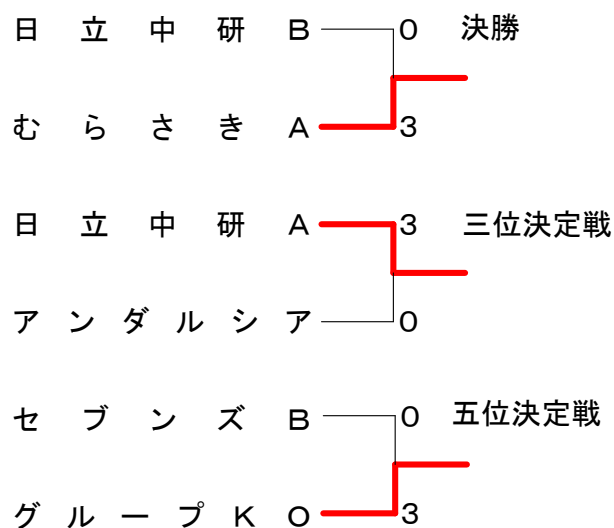 日立中研B 0 決勝
むらさきA 3
日立中研A 3 三位決定戦
アンダルシア 0
セブンズB 0 五位決定戦
グループKO 3